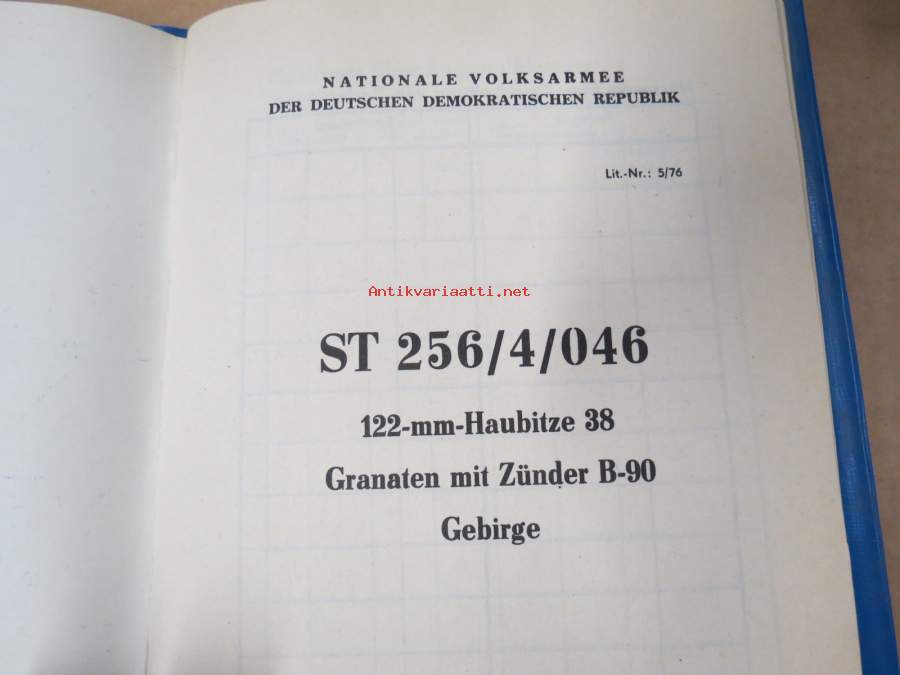 NATIONALE VOLKSARMEE
DER DEUTSCHEN DEMOKRATISCHEN REPUBLIK
Lit.-Nr.: 5/76
Antikvariaatti.net
ST 256/4/046
122-mm-Haubitze 38
Granaten mit Zünder B-90
Gebirge